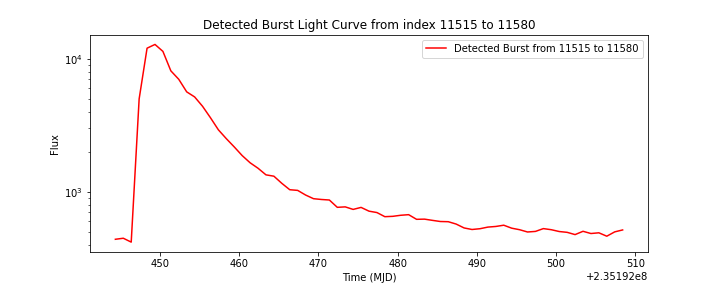 Detected Burst Light Curve from index 11515 to 11580
Detected Burst from 11515 to 11580
10⁴
10³
Flux
450 460 470 480 490 500 510
Time (MJD)
+2.35192e8